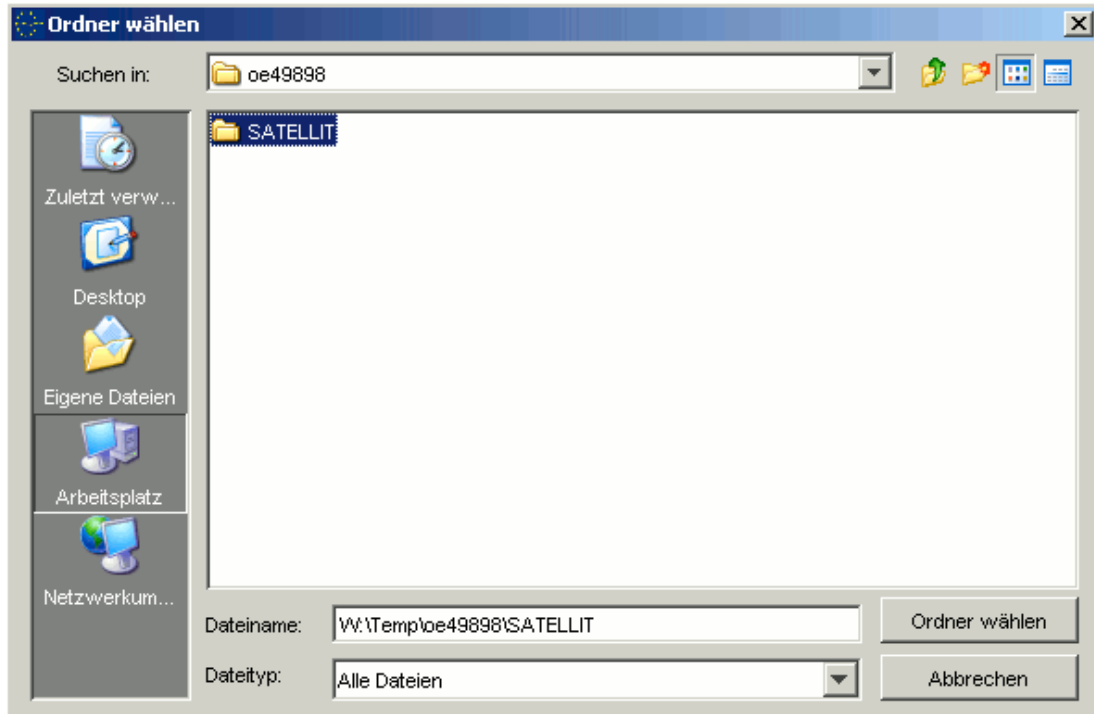 Ordner wählen
Suchen in:
oe49898
SATELLIT
Zuletzt verw...
Desktop
Eigene Dateien
Arbeitsplatz
Netzwerkum...
Dateiname:
W:\Temp\oe49898\SATELLIT
Ordner wählen
Dateityp:
Alle Dateien
Abbrechen